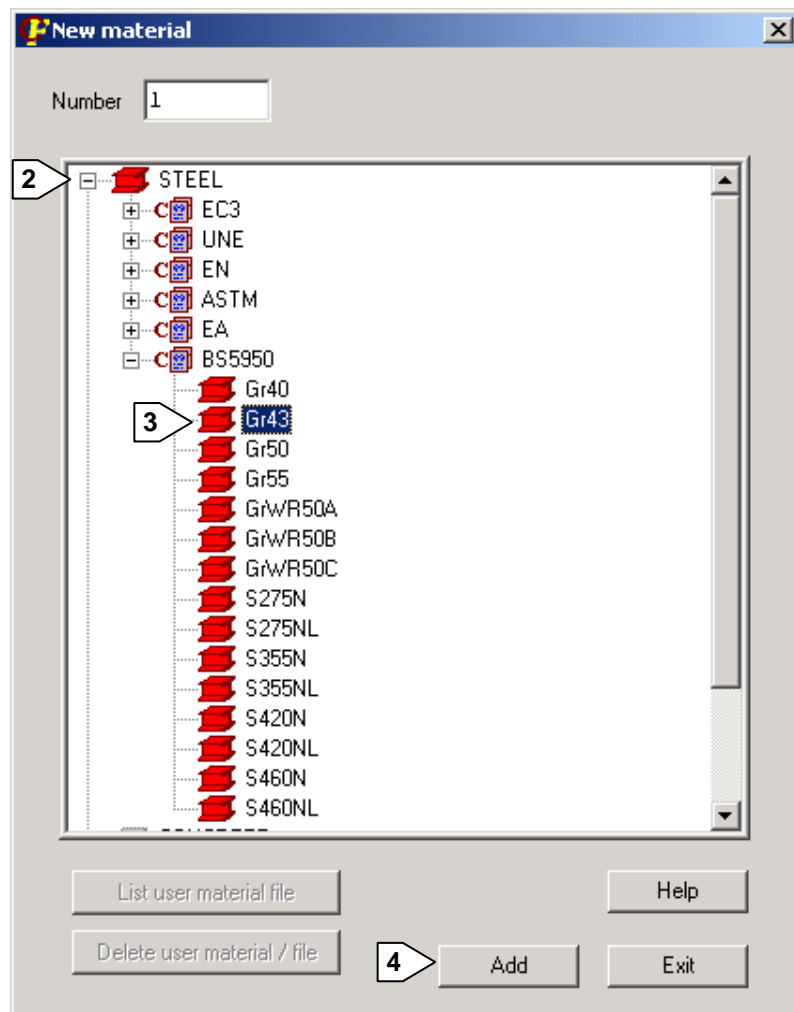 New material
Number 1
2 STEEL
EC3
UNE
EN
ASTM
EA
BS5950
Gr40
3 Gr43
Gr50
Gr55
GrWR50A
GrWR50B
GrWR50C
S275N
S275NL
S355N
S355NL
S420N
S420NL
S460N
S460NL
List user material file
Help
Delete user material / file
4 Add
Exit